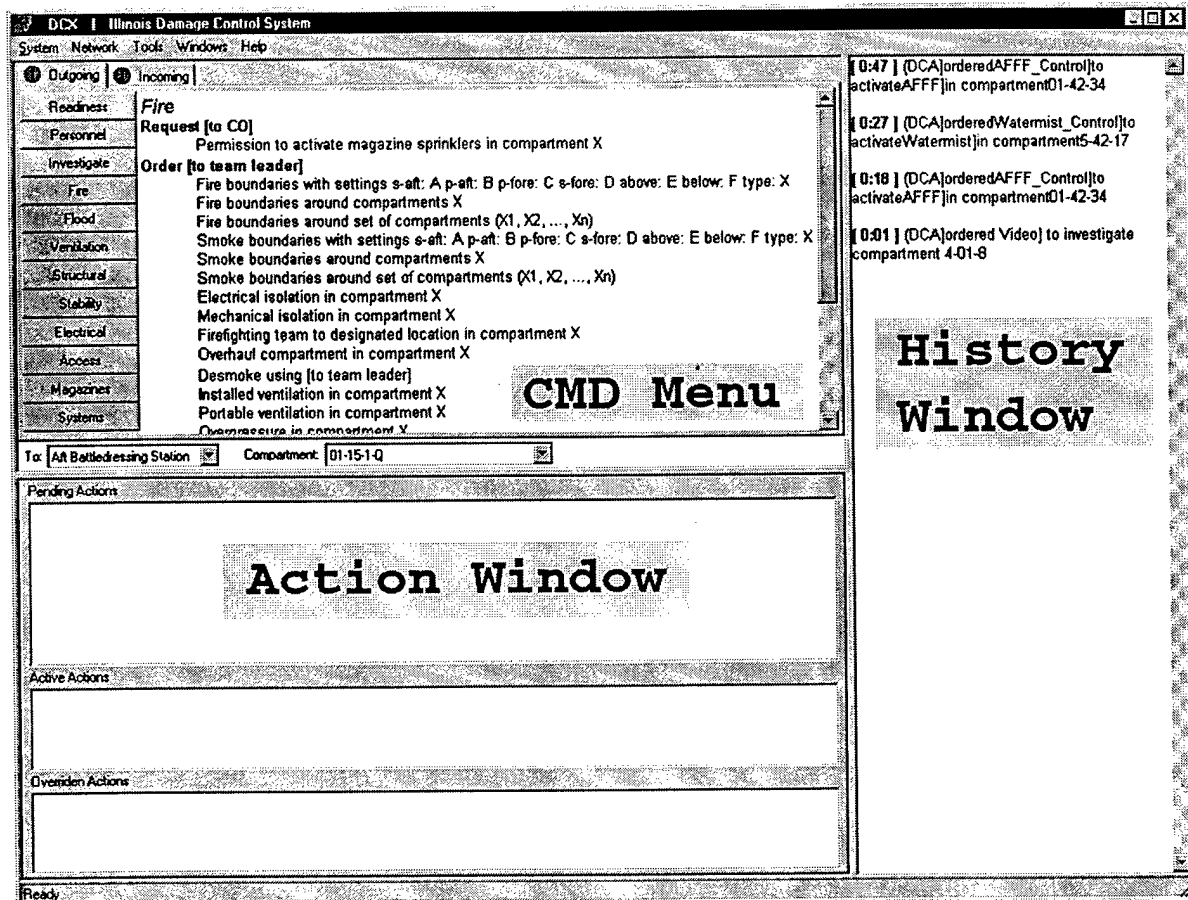 DCX | Illinois Damage Control System
System Network Tools Windows Help
Outgoing Incoming
Readiness
Personnel
Investigate
Fire
Flood
Ventilation
Structural
Stability
Electrical
Access
Magazines
Systems
Fire
Request [to CO]
Permission to activate magazine sprinklers in compartment X
Order [to team leader]
Fire boundaries with settings s-aft: A p-aft: B p-fore: C s-fore: D above: E below: F type: X
Fire boundaries around compartments X
Fire boundaries around set of compartments (X1, X2, ..., Xn)
Smoke boundaries with settings s-aft: A p-aft: B p-fore: C s-fore: D above: E below: F type: X
Smoke boundaries around compartments X
Smoke boundaries around set of compartments (X1, X2, ..., Xn)
Electrical isolation in compartment X
Mechanical isolation in compartment X
Firefighting team to designated location in compartment X
Overhaul compartment in compartment X
Desmoke using [to team leader]
Installed ventilation in compartment X
Portable ventilation in compartment X
Overpressure in compartment X
CMD Menu
To: Aft Battledressing Station Compartment: 01-15-1-Q
Pending Actions
Action Window
Active Actions
Overriden Actions
Ready
[ 0:47 ] (DCA]orderedAFFF_Control]to
activateAFFF]in compartment01-42-34
[ 0:27 ] (DCA]orderedWatermist_Control]to
activateWatermist]in compartment5-42-17
[ 0:18 ] (DCA]orderedAFFF_Control]to
activateAFFF]in compartment01-42-34
[ 0:01 ] (DCA]ordered Video] to investigate
compartment 4-01-8
History
Window